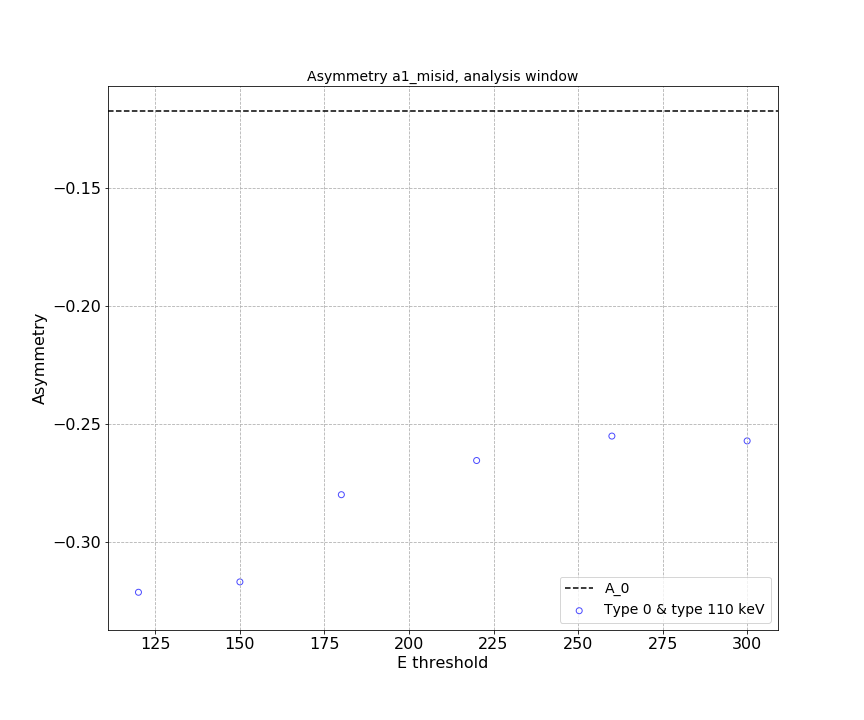 Asymmetry a1_misid, analysis window
−0.15
−0.20
−0.25
−0.30
Asymmetry
A_0
Type 0 & type 110 keV
125 150 175 200 225 250 275 300
E threshold